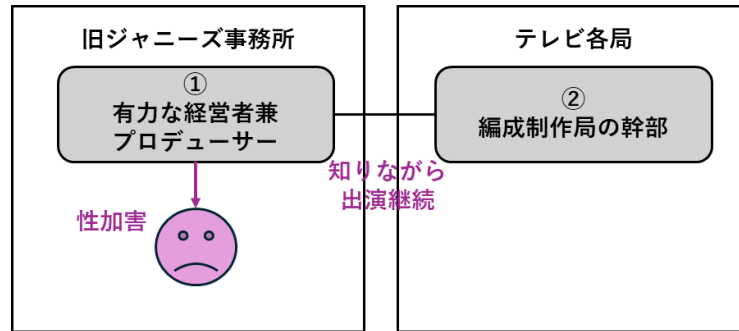 旧ジャニーズ事務所
①
有力な経営者兼
プロデューサー
性加害
知りながら
出演継続
テレビ各局
②
編成制作局の幹部